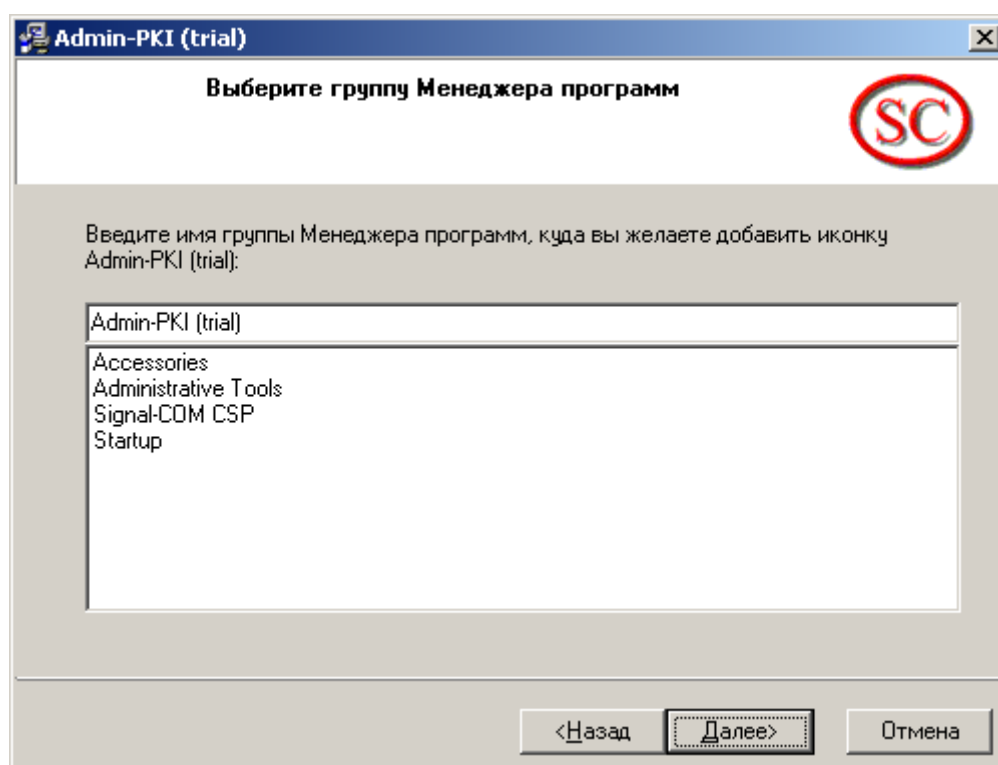 Admin-PKI (trial)
Выберите группу Менеджера программ
SC
Введите имя группы Менеджера программ, куда вы желаете добавить иконку
Admin-PKI (trial):
Admin-PKI (trial)
Accessories
Administrative Tools
Signal-COM CSP
Startup
<Назад
Далее>
Отмена